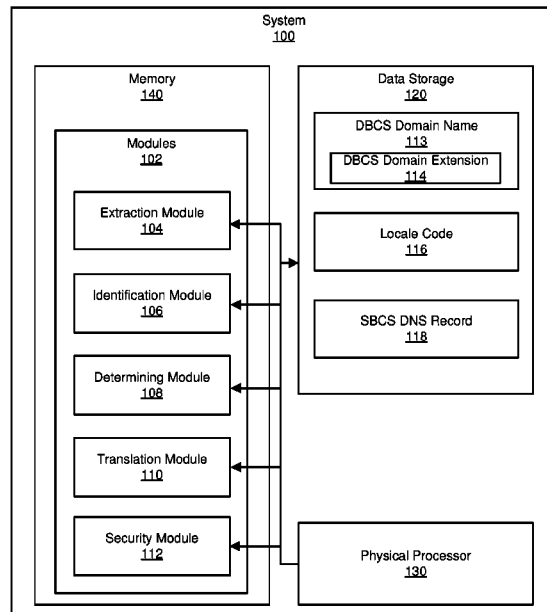 System
100
Memory
140
Modules
102
Extraction Module
104
Identification Module
106
Determining Module
108
Translation Module
110
Security Module
112
Data Storage
120
DBCS Domain Name
113
DBCS Domain Extension
114
Locale Code
116
SBCS DNS Record
118
Physical Processor
130